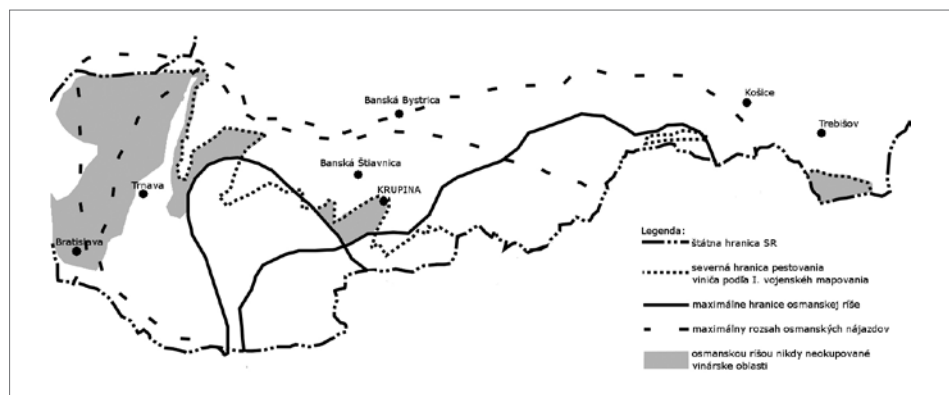 Košice
Banská Bystrica
Trebišov
Banská Štiavnica
Trnava
KRUPINA
Bratislava
Legenda:
štátna hranica SR
severná hranica pestovania
viniča podľa I. vojenskéh mapovania
maximálne hranice osmanskej ríše
maximálny rozsah osmanských nájazdov
osmanskou ríšou nikdy neokupované
vinárske oblasti